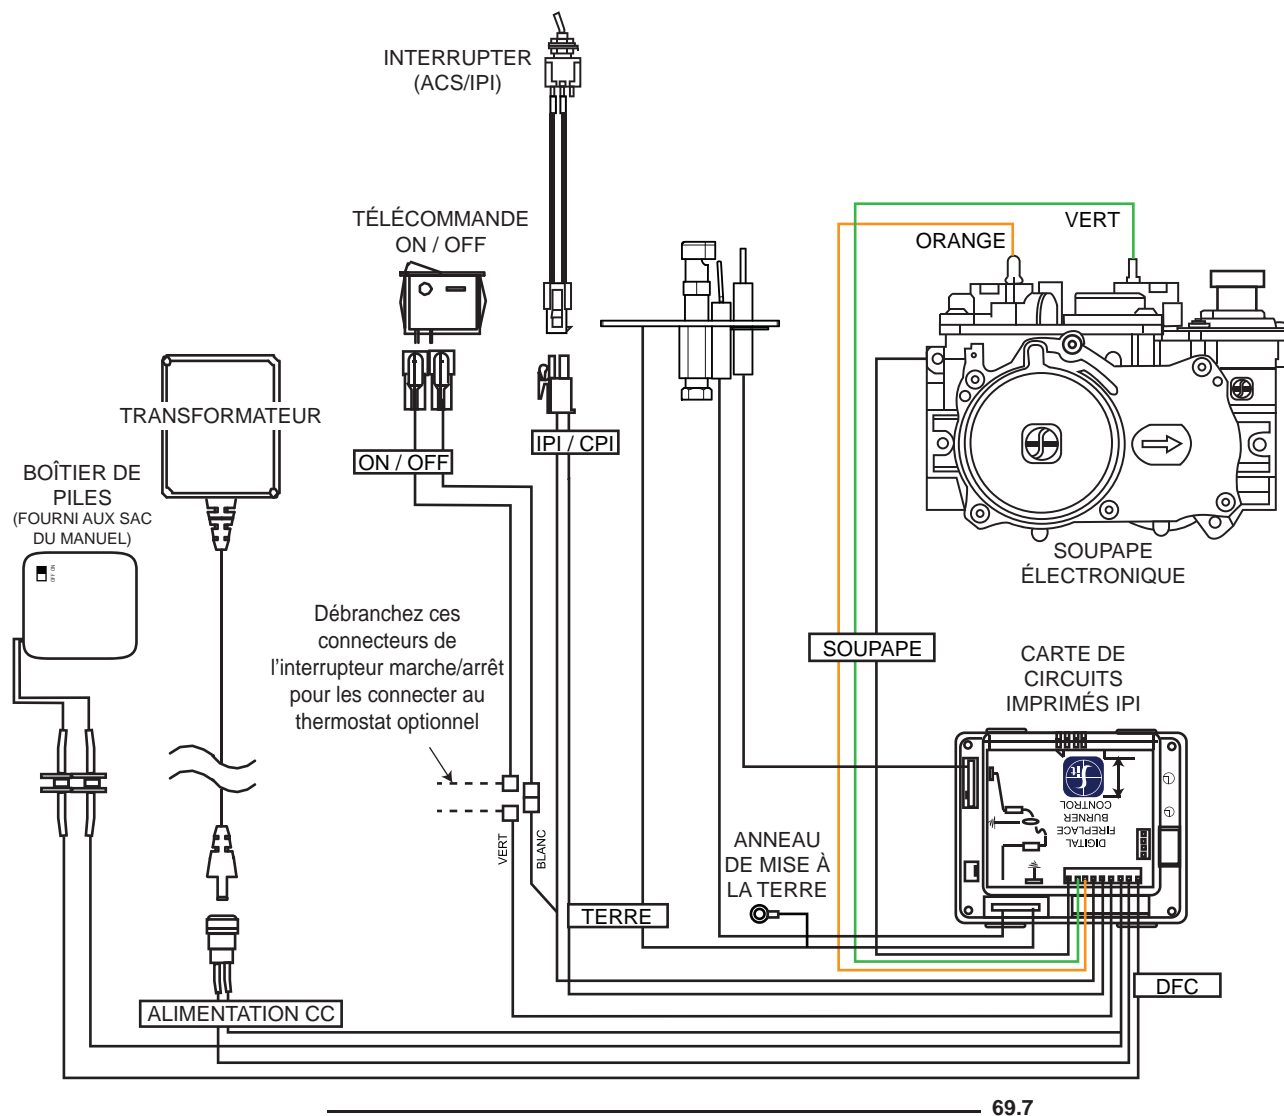 INTERRUPTER
(ACS/IPI)
TÉLÉCOMMANDE
ON / OFF
VERT
ORANGE
TRANSFORMATEUR
IPI / CPI
ON / OFF
BOÎTIER DE
PILES
(FOURNI AUX SAC
DU MANUEL)
OFF ON
SOUPAPE
ÉLECTRONIQUE
Débranchez ces
connecteurs de
l'interrupteur marche/arrêt
pour les connecter au
thermostat optionnel
SOUPAPE
CARTE DE
CIRCUITS
IMPRIMÉS IPI
Sit
DIGITAL
FIREPLACE
BURNER
CONTROL
VERT
BLANC
ANNEAU
DE MISE À
LA TERRE
TERRE
DFC
ALIMENTATION CC
69.7